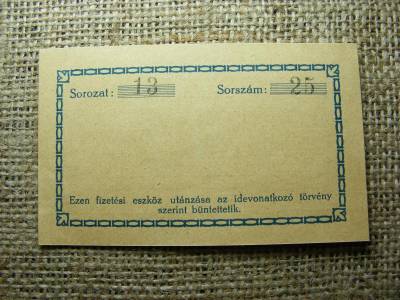 Sorozat: 13 Sorszám: 25
Ezen fizetési eszköz utánzása az idevonatkozó törvény
szerint büntettetik.